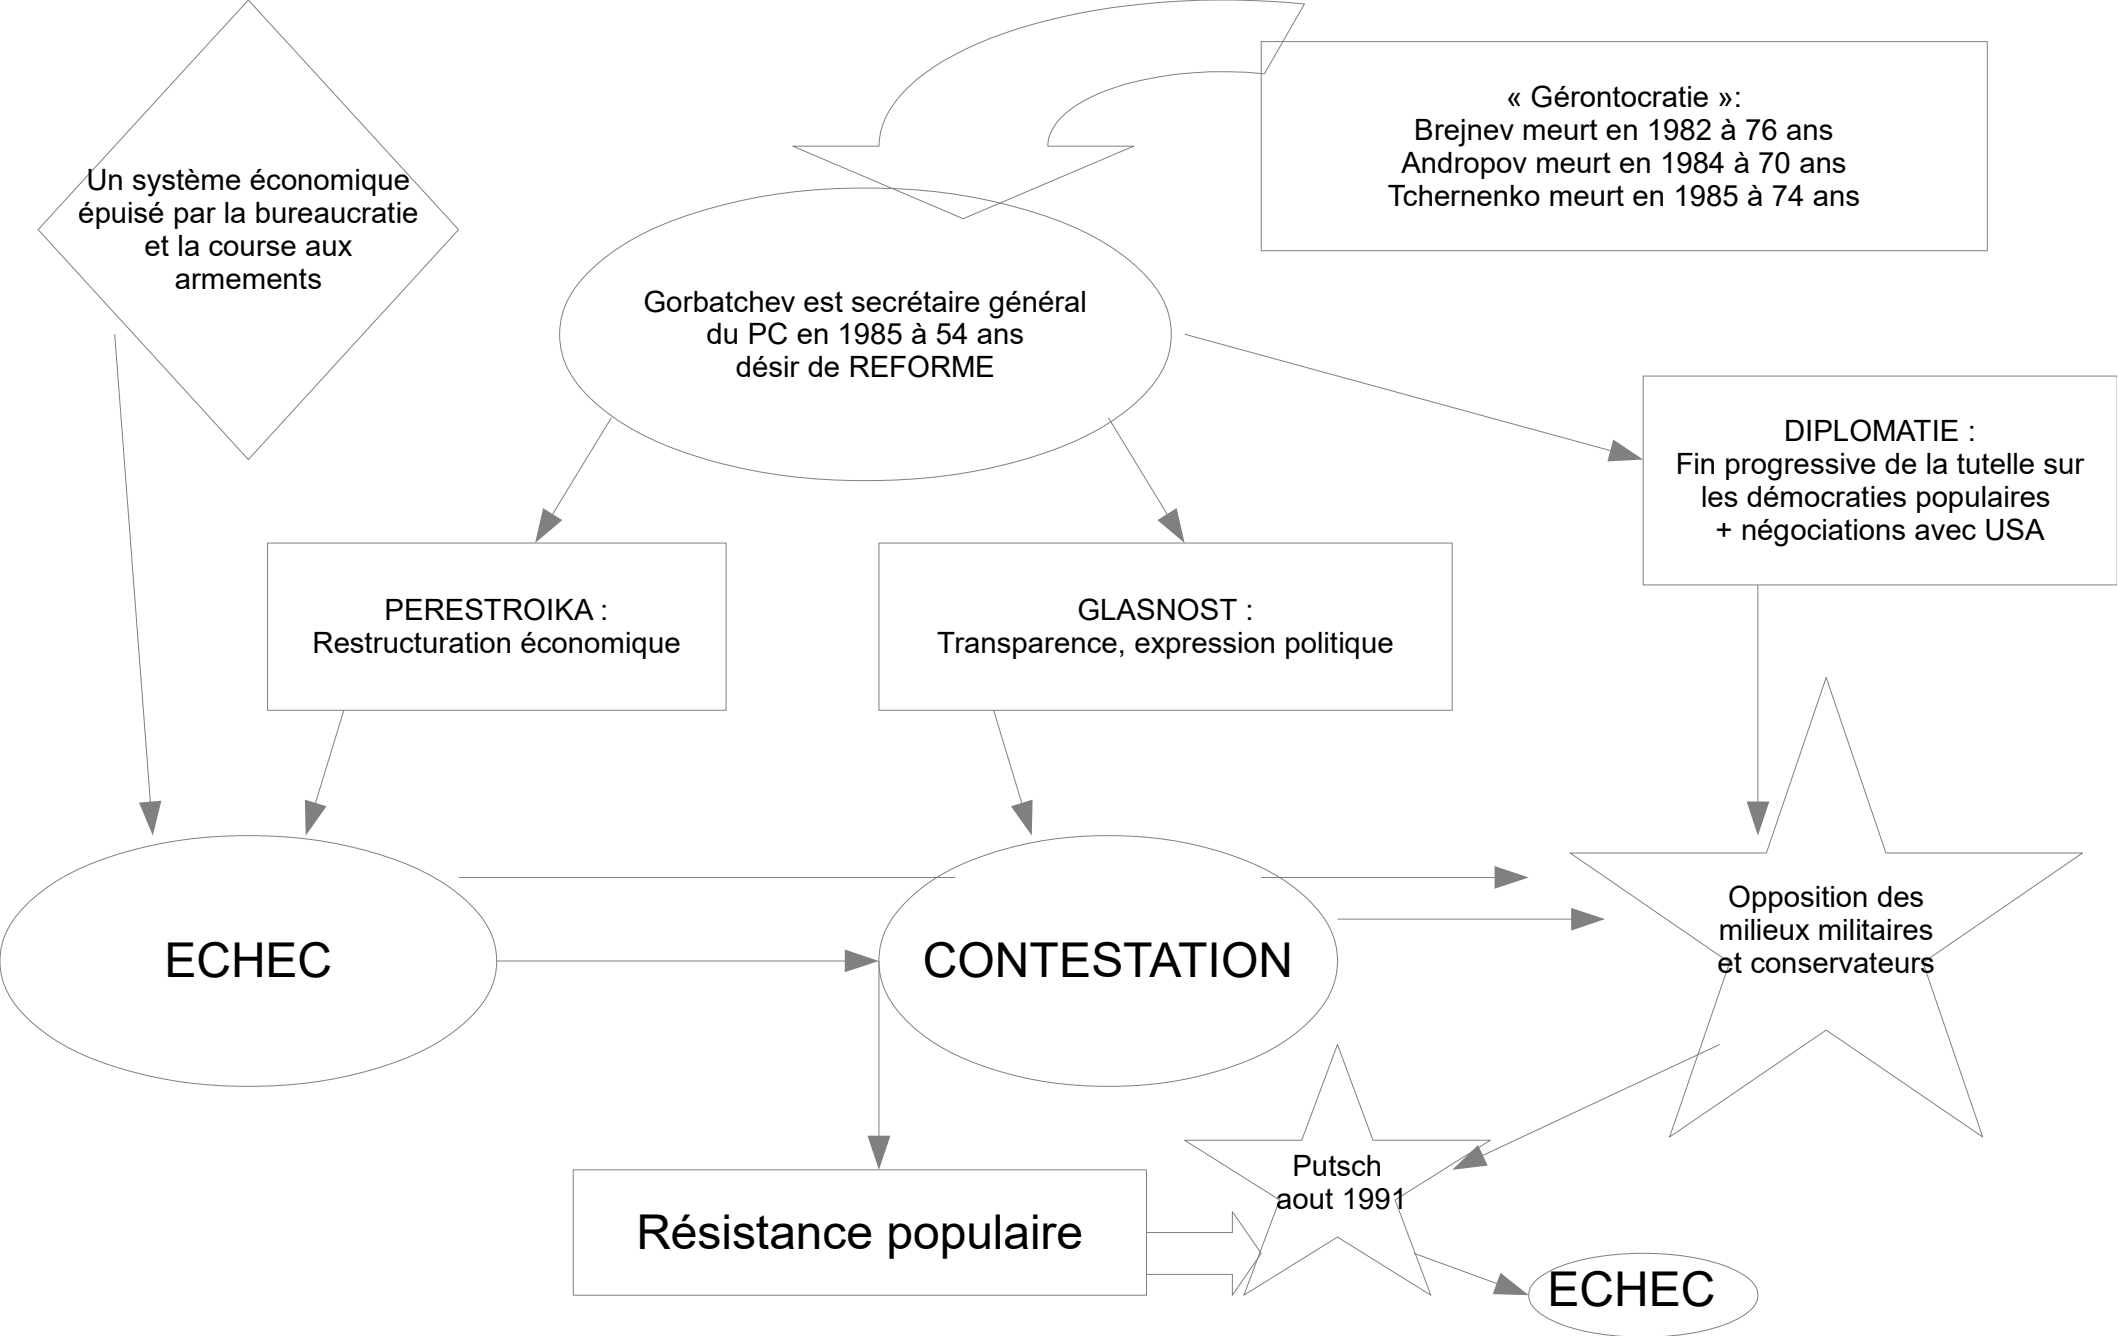 « Gérontocratie »:
Brejnev meurt en 1982 à 76 ans
Andropov meurt en 1984 à 70 ans
Tchernenko meurt en 1985 à 74 ans
Un système économique
épuisé par la bureaucratie
et la course aux
armements
Gorbatchev est secrétaire général
du PC en 1985 à 54 ans
désir de REFORME
DIPLOMATIE :
Fin progressive de la tutelle sur
les démocraties populaires
+ négociations avec USA
PERESTROIKA :
Restructuration économique
GLASNOST :
Transparence, expression politique
ECHEC
CONTESTATION
Opposition des
milieux militaires
et conservateurs
Putsch
aout 1991
Résistance populaire
ECHEC